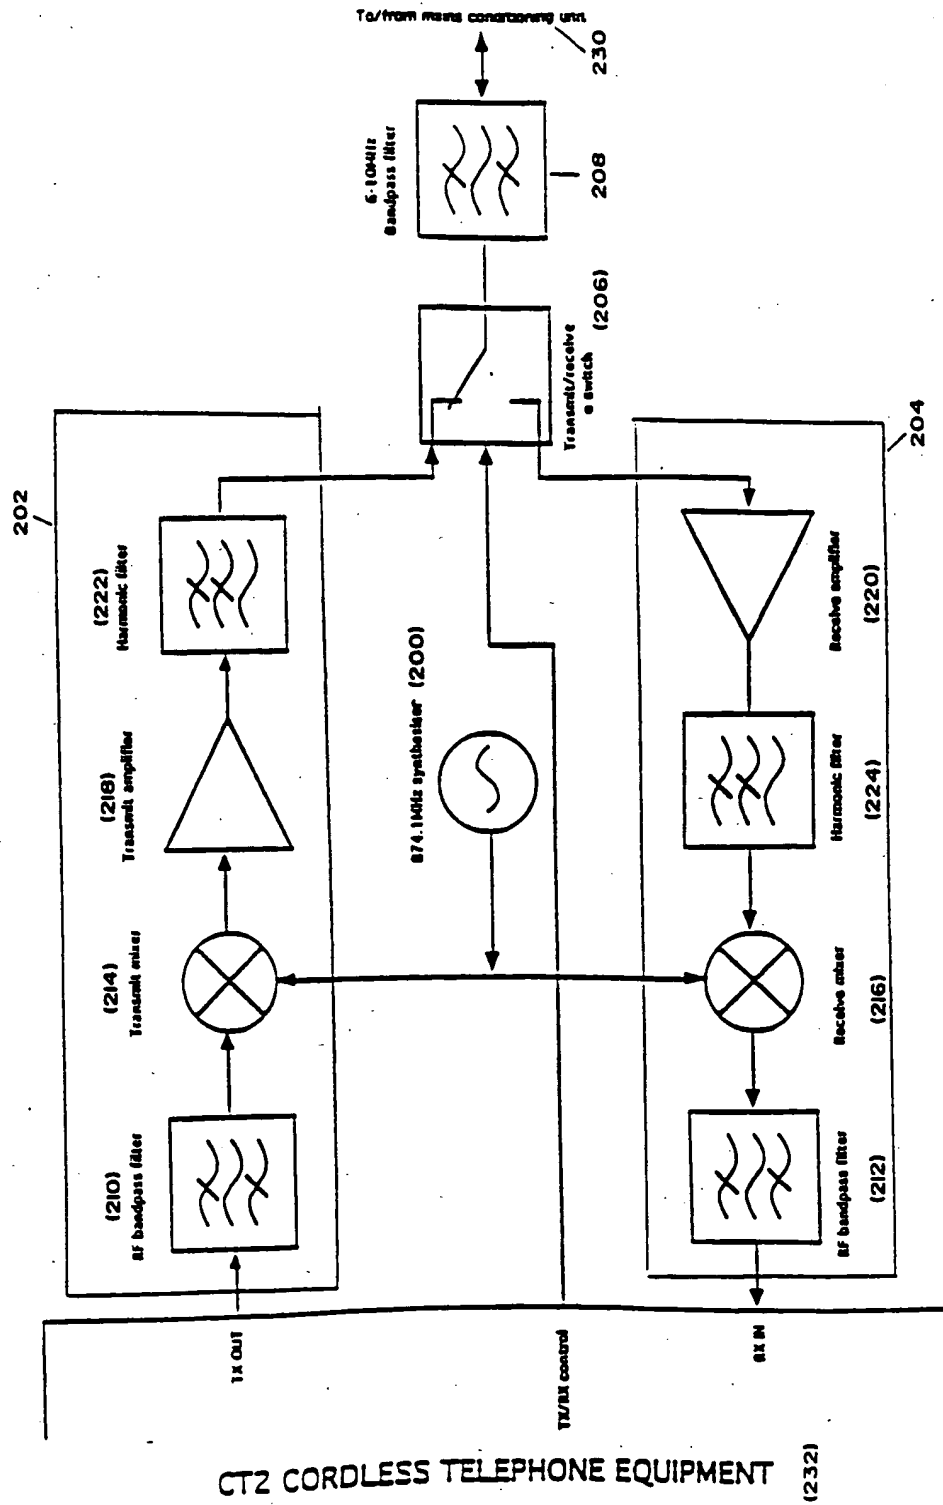 To/from mains conditioning unit
230
6-10MHz
Bandpass filter
208
(206)
Transmit/receive
e switch
202
204
(222)
Harmonic filter
(218)
Transmit amplifier
(214)
Transmit mixer
(210)
RF bandpass filter
874.1MHz synthesiser (200)
Receive amplifier
(220)
Harmonic filter
(224)
Receive mixer
(216)
RF bandpass filter
(212)
TX OUT
TX/RX control
RX IN
CT2 CORDLESS TELEPHONE EQUIPMENT
(232)